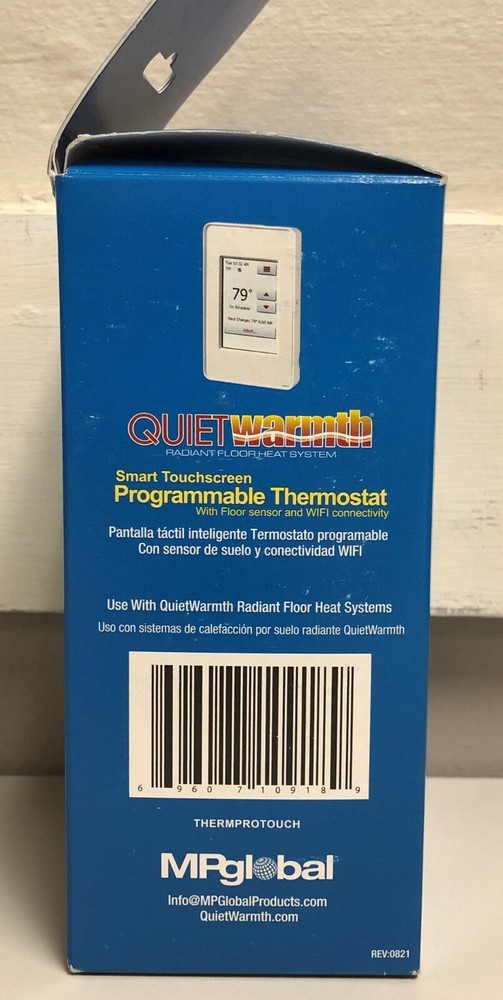 79°
QUIETwarmth
RADIANT FLOOR HEAT SYSTEM
Smart Touchscreen
Programmable Thermostat
With Floor sensor and WIFI connectivity
Pantalla táctil inteligente Termostato programable
Con sensor de suelo y conectividad WIFI
Use With QuietWarmth Radiant Floor Heat Systems
Uso con sistemas de calefacción por suelo radiante QuietWarmth
6 96071 0918 9
THERMPROTOUCH
MPglobal
Info@MPGlobalProducts.com
QuietWarmth.com
REV:0821